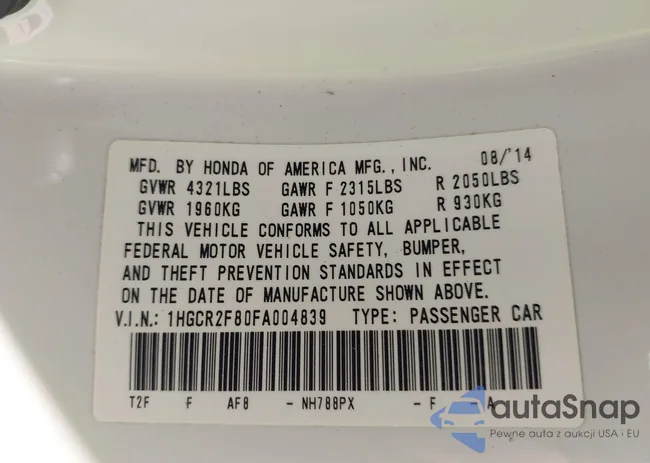 MFD. BY HONDA OF AMERICA MFG., INC. 08/'14
GVWR 4321LBS GAWR F 2315LBS R 2050LBS
GVWR 1960KG GAWR F 1050KG R 930KG
THIS VEHICLE CONFORMS TO ALL APPLICABLE
FEDERAL MOTOR VEHICLE SAFETY, BUMPER,
AND THEFT PREVENTION STANDARDS IN EFFECT
ON THE DATE OF MANUFACTURE SHOWN ABOVE.
V.I.N.: 1HGCR2F80FA004839 TYPE: PASSENGER CAR
T2F F AF8 - NH788PX - F - A
autaSnap
Pewne auta z aukcji USA i EU